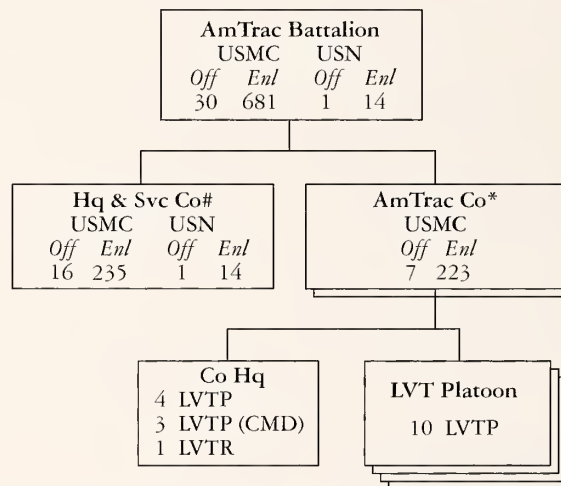 AmTrac Battalion
USMC USN
Off Enl Off Enl
30 681 1 14
Hq & Svc Co#
USMC USN
Off Enl Off Enl
16 235 1 14
AmTrac Co*
USMC
Off Enl
7 223
Co Hq
4 LVTP
3 LVTP (CMD)
1 LVTR
LVT Platoon
10 LVTP